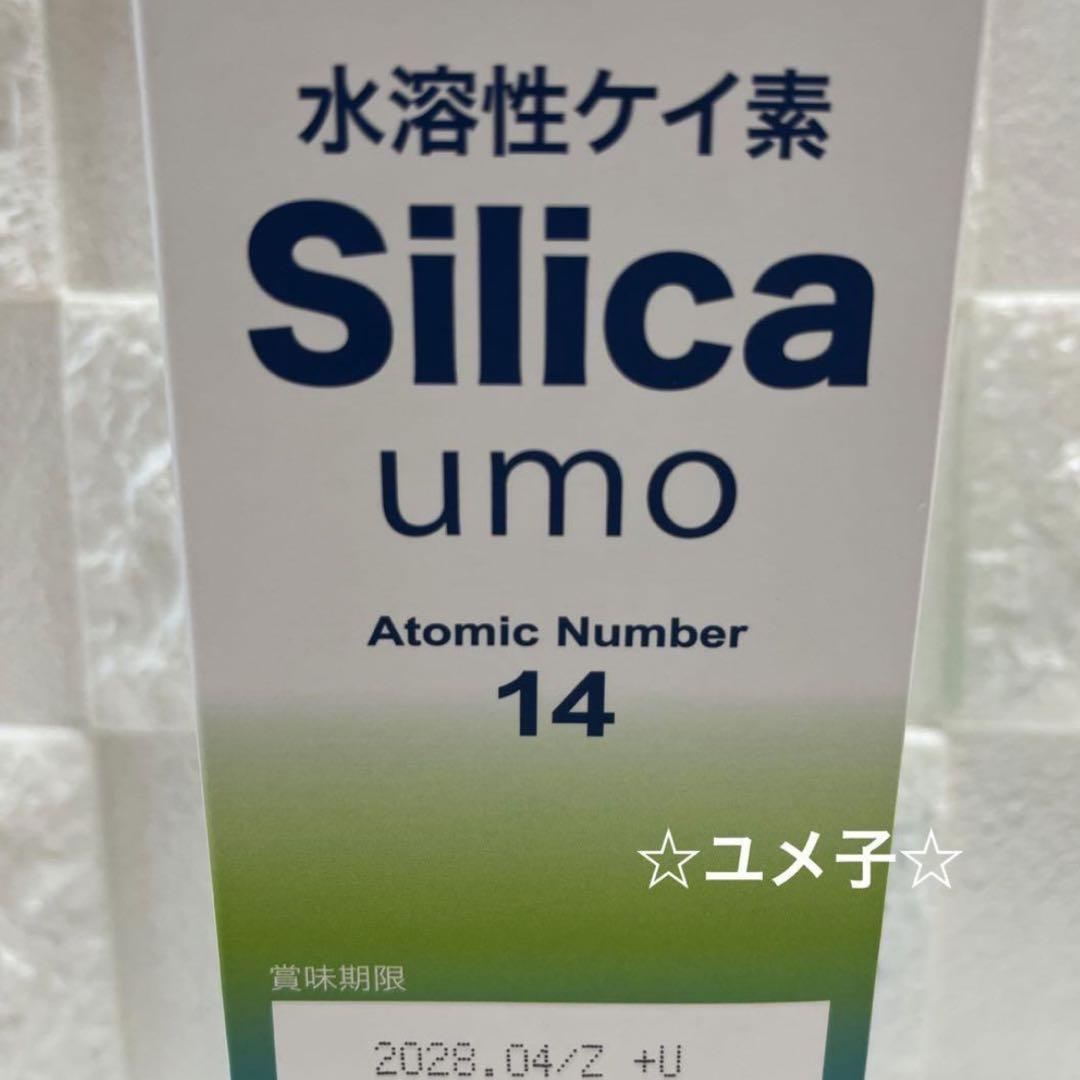 水溶性ケイ素
Silica
umo
Atomic Number
14
☆ユメ子☆
賞味期限
2028.04/Z +U